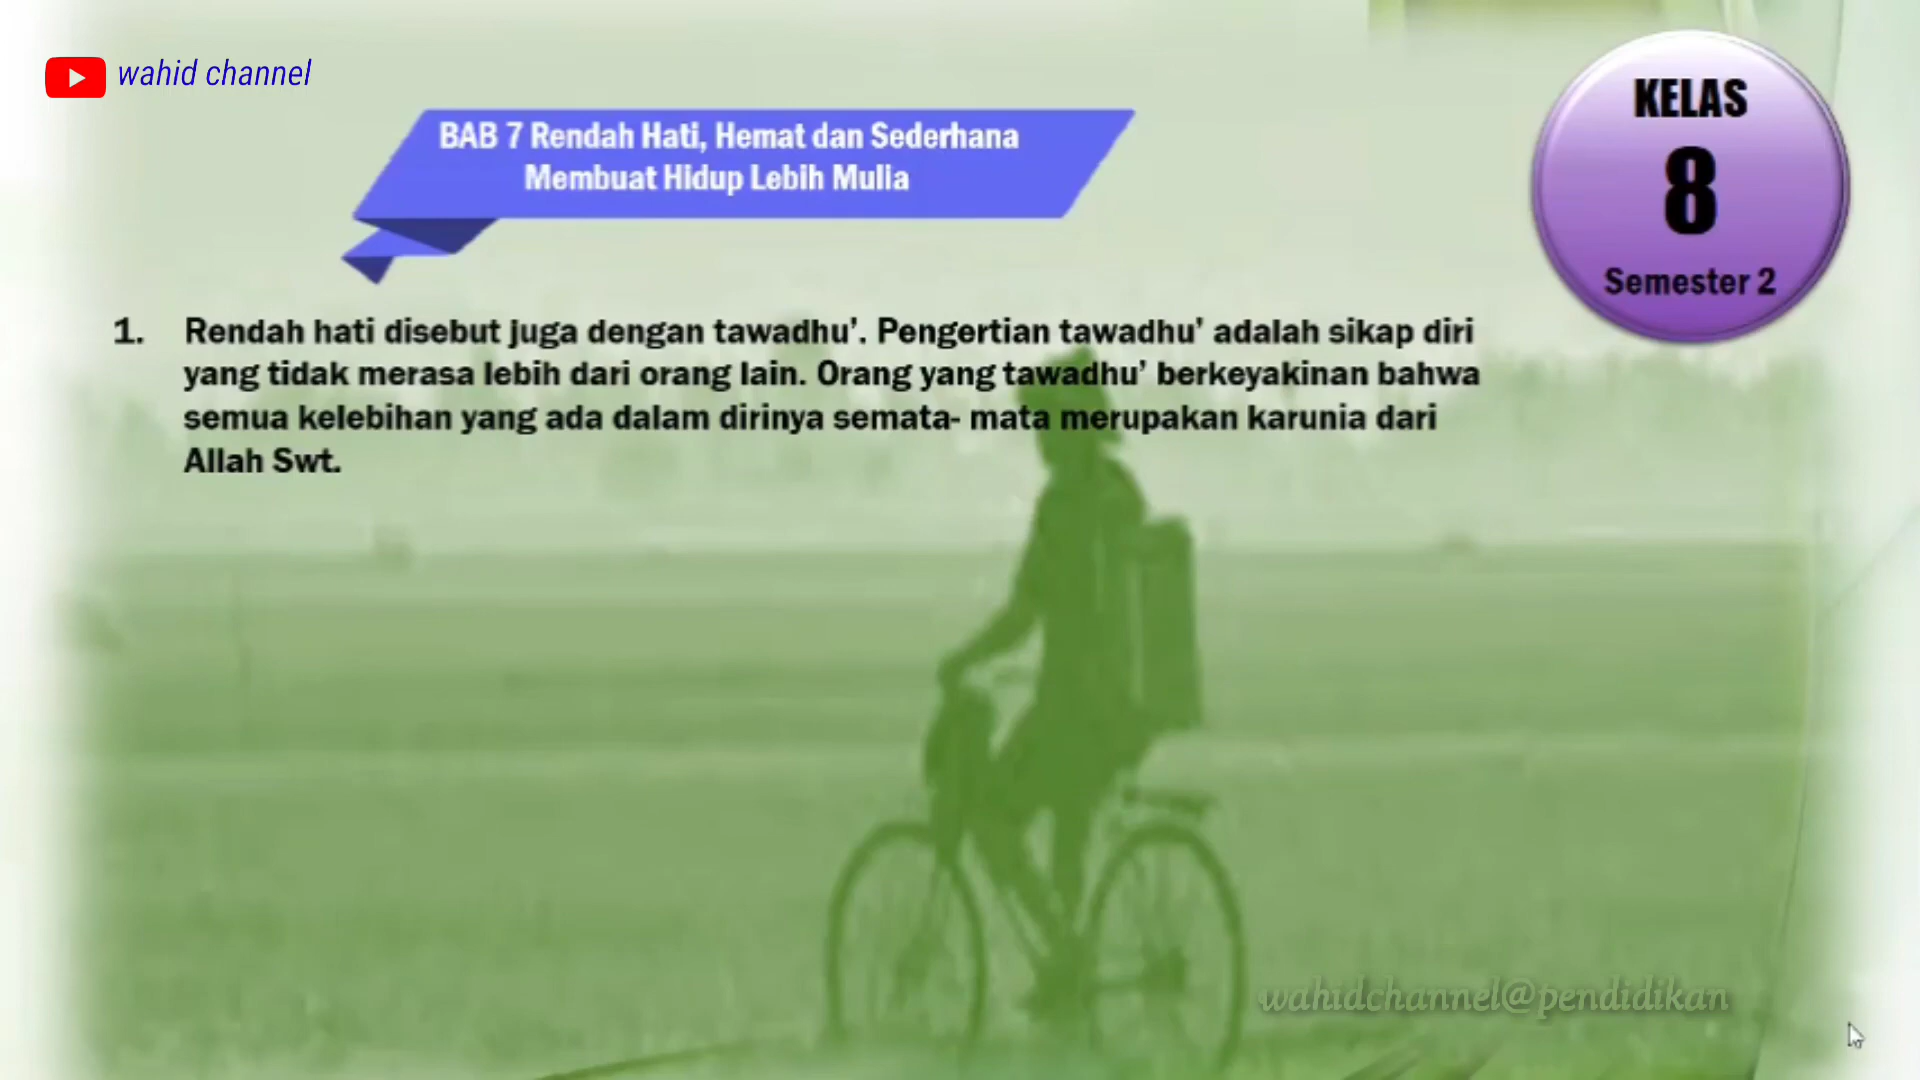 wahid channel
BAB 7 Rendah Hati, Hemat dan Sederhana
Membuat Hidup Lebih Mulia
KELAS
8
Semester 2
1. Rendah hati disebut juga dengan tawadhu’. Pengertian tawadhu’ adalah sikap diri
yang tidak merasa lebih dari orang lain. Orang yang tawadhu’ berkeyakinan bahwa
semua kelebihan yang ada dalam dirinya semata- mata merupakan karunia dari
Allah Swt.
wahidchannel@pendidikan